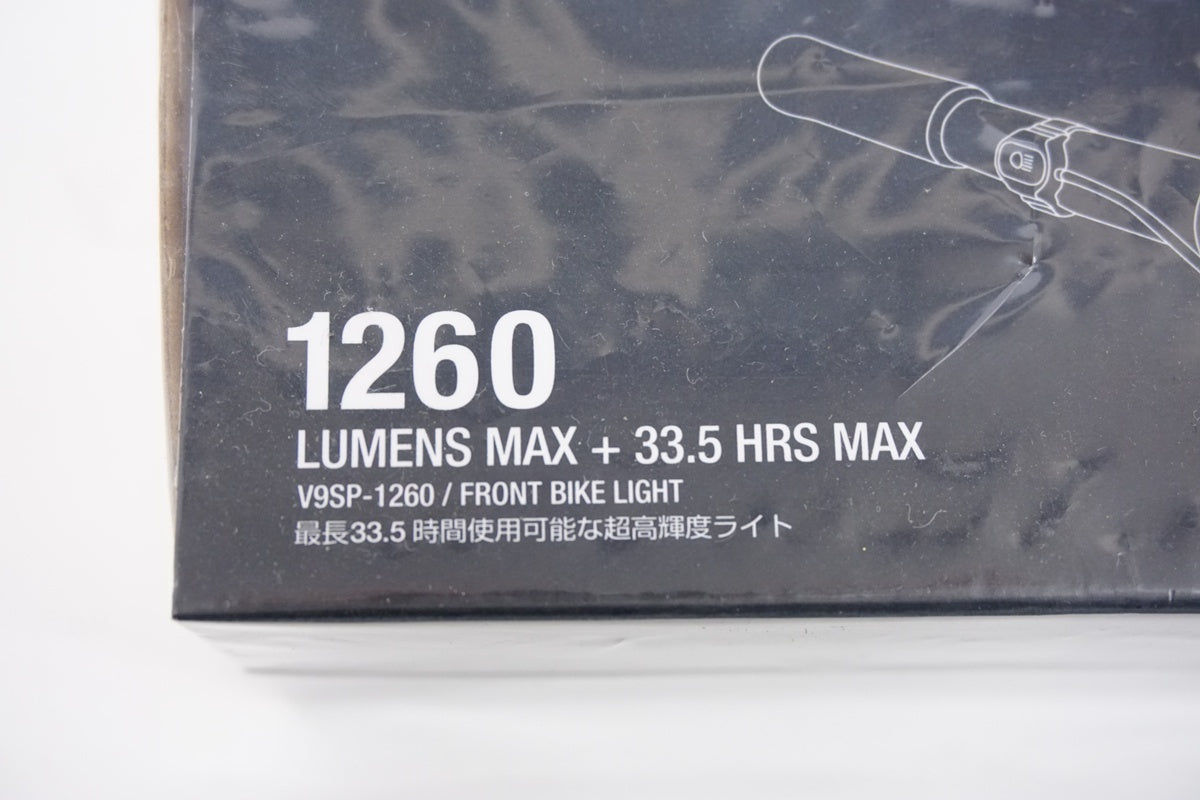 1260
LUMENS MAX + 33.5 HRS MAX
V9SP-1260 / FRONT BIKE LIGHT
最長33.5 時間使用可能な超高輝度ライト